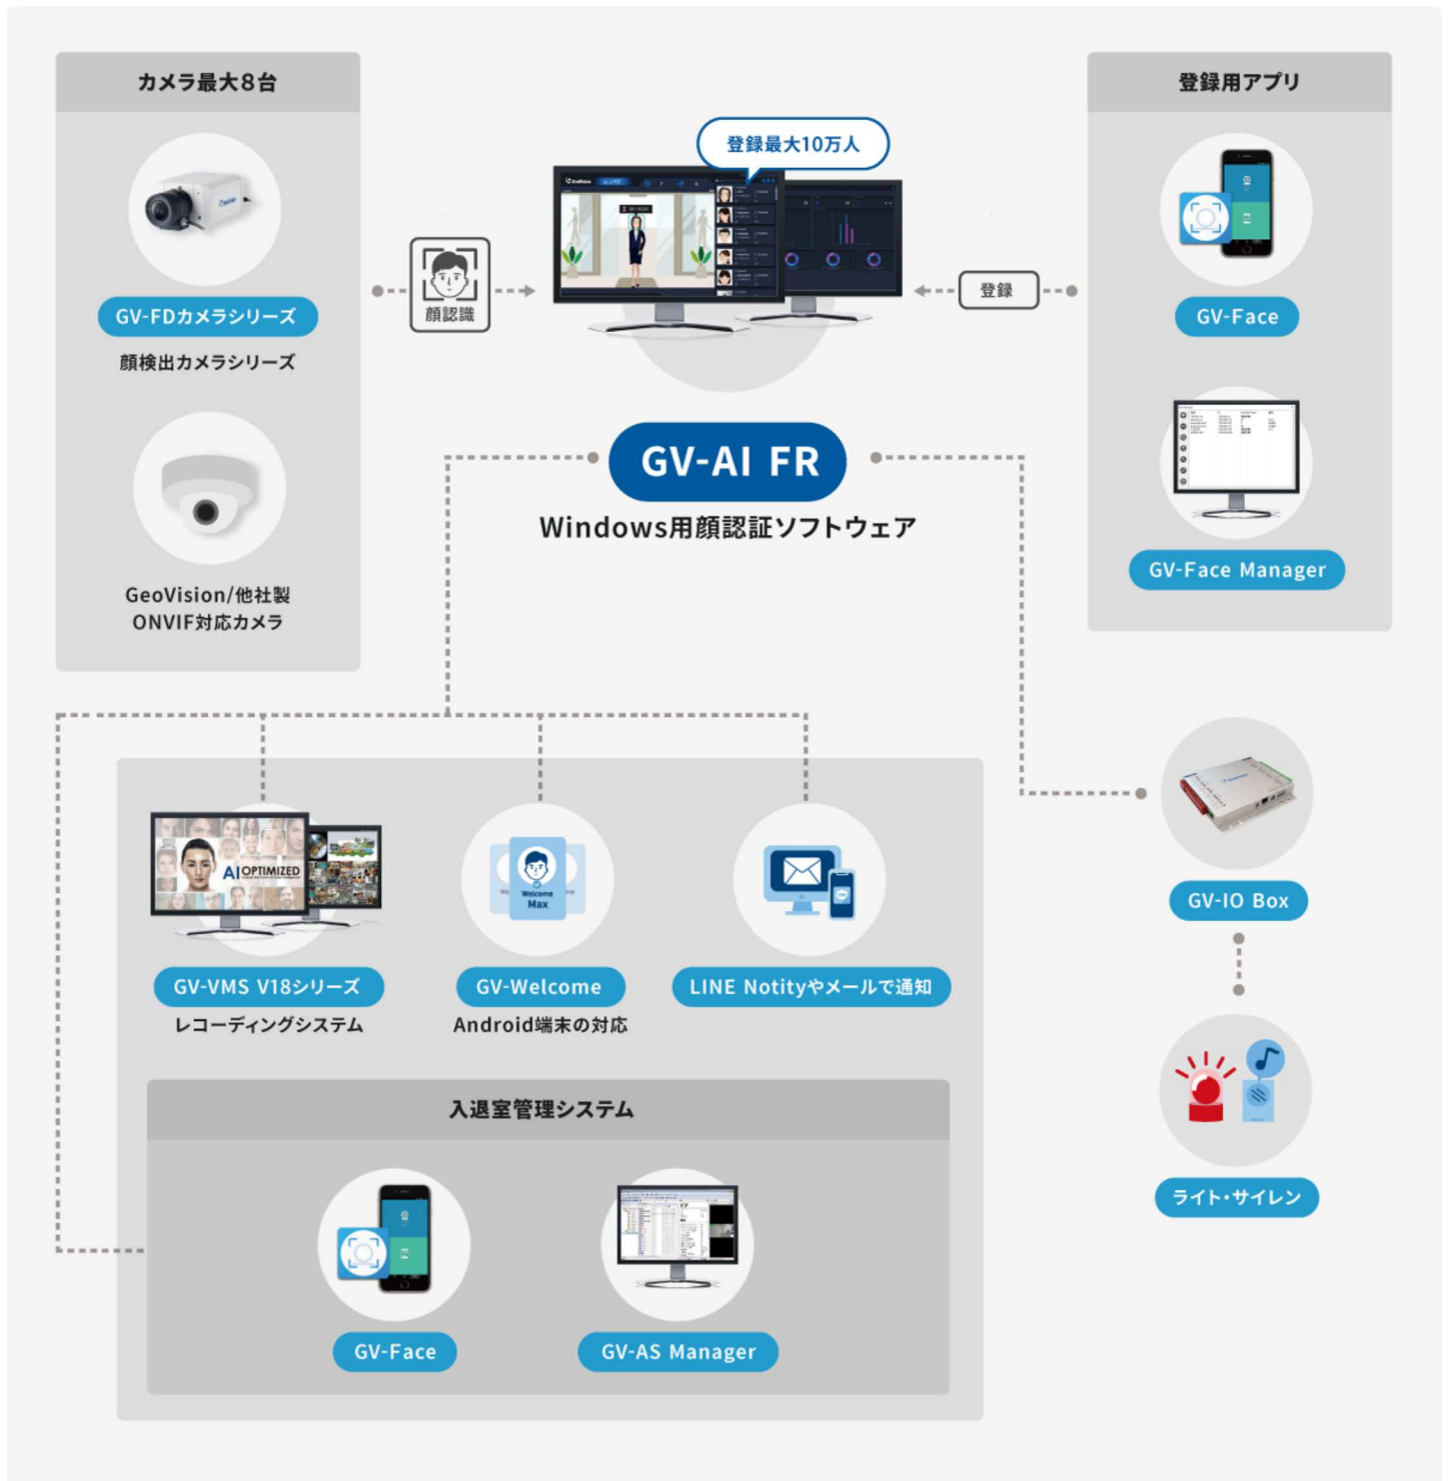 カメラ最大8台
GV-FDカメラシリーズ
顔検出カメラシリーズ
GeoVision/他社製
ONVIF対応カメラ
顔認識
登録最大10万人
登録
GV-AI FR
Windows用顔認証ソフトウェア
登録用アプリ
GV-Face
GV-Face Manager
AI OPTIMIZED
GV-VMS V18シリーズ
レコーディングシステム
Welcome
Max
GV-Welcome
Android端末の対応
LINE Notityやメールで通知
GV-IO Box
ライト・サイレン
入退室管理システム
GV-Face
GV-AS Manager